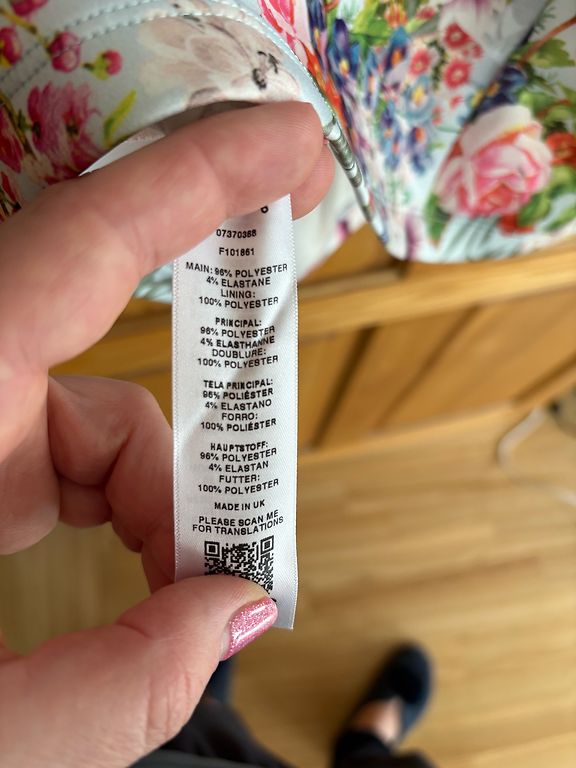 07370388
F101861
MAIN: 96% POLYESTER
4% ELASTANE
LINING:
100% POLYESTER
PRINCIPAL:
96% POLYESTER
4% ELASTHANNE
DOUBLURE:
100% POLYESTER
TELA PRINCIPAL:
96% POLIÉSTER
4% ELASTANO
FORRO:
100% POLIÉSTER
HAUPTSTOFF:
96% POLYESTER
4% ELASTAN
FUTTER:
100% POLYESTER
MADE IN UK
PLEASE SCAN ME
FOR TRANSLATIONS